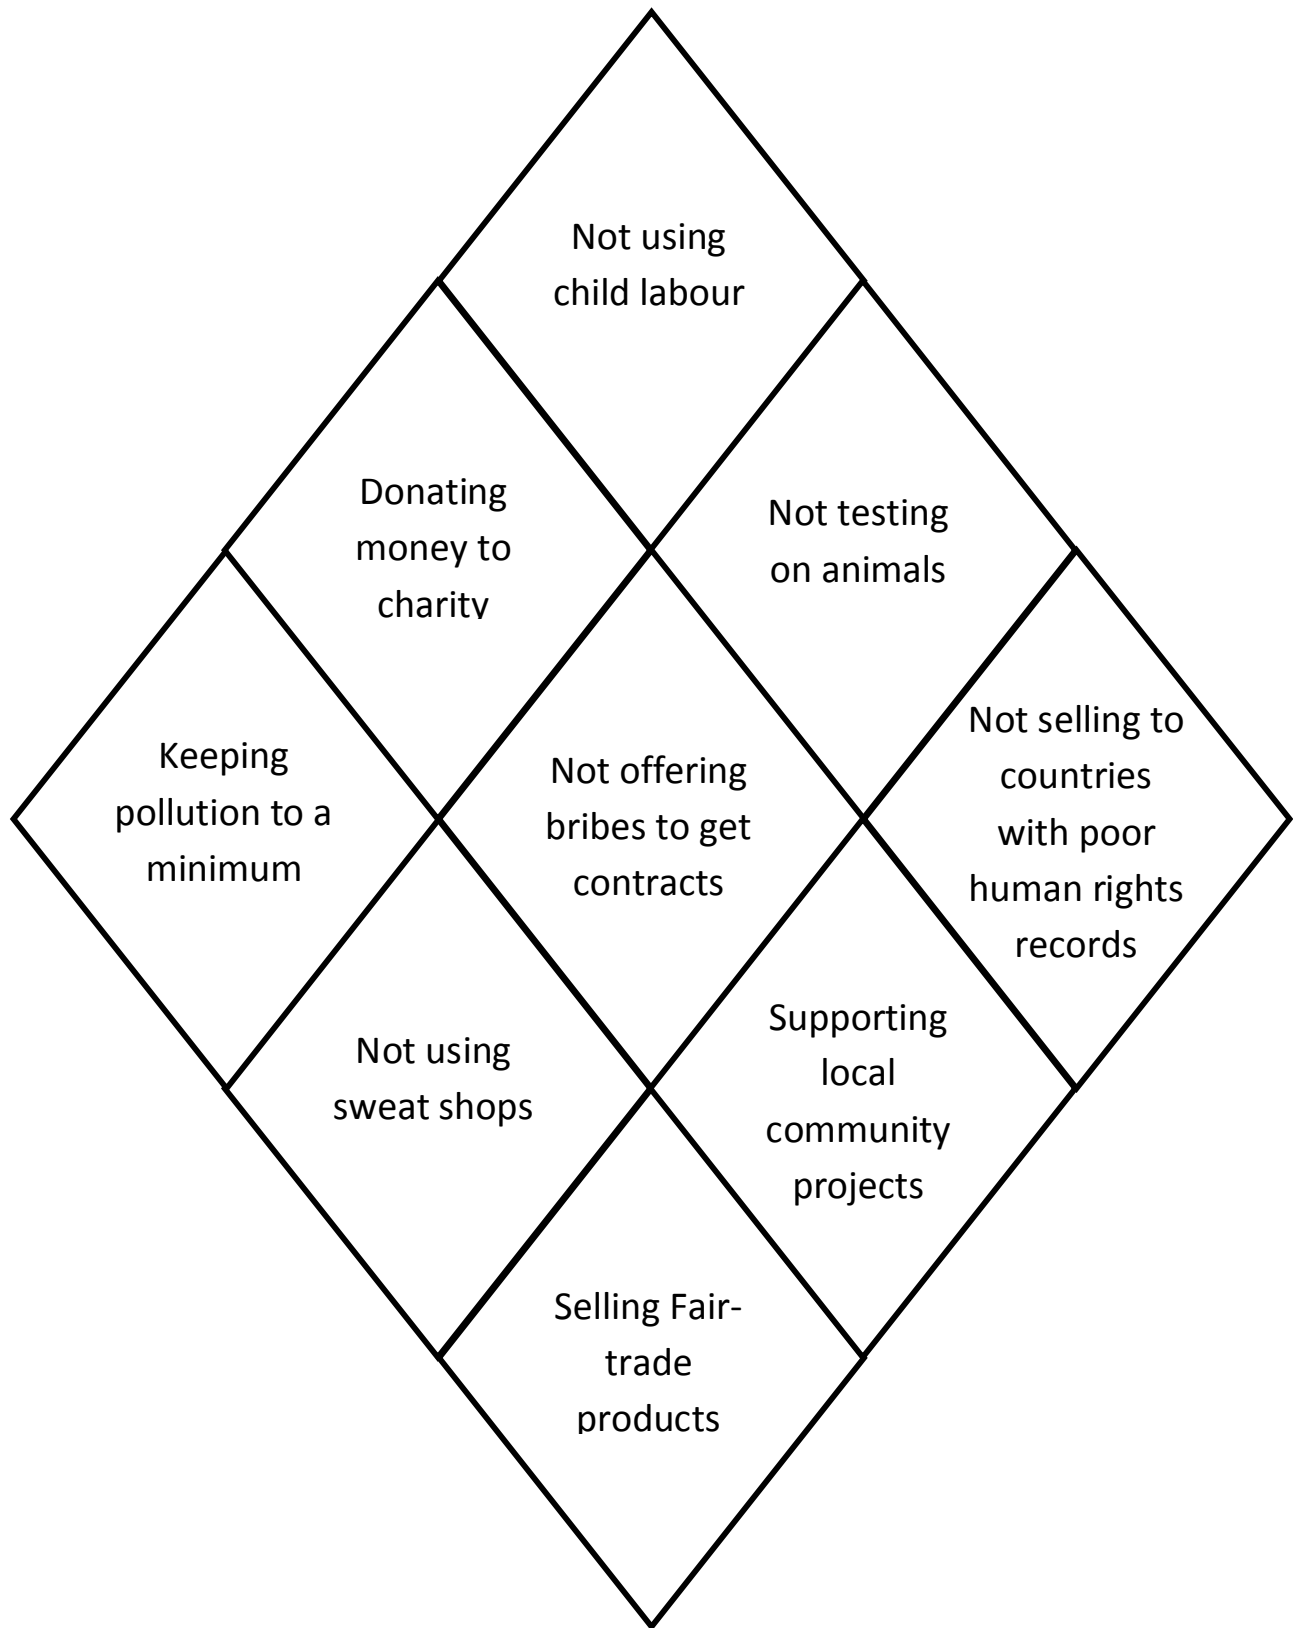 Not using
child labour
Donating
money to
charity
Not testing
on animals
Keeping
pollution to a
minimum
Not offering
bribes to get
contracts
Not selling to
countries
with poor
human rights
records
Not using
sweat shops
Supporting
local
community
projects
Selling Fair-
trade
products